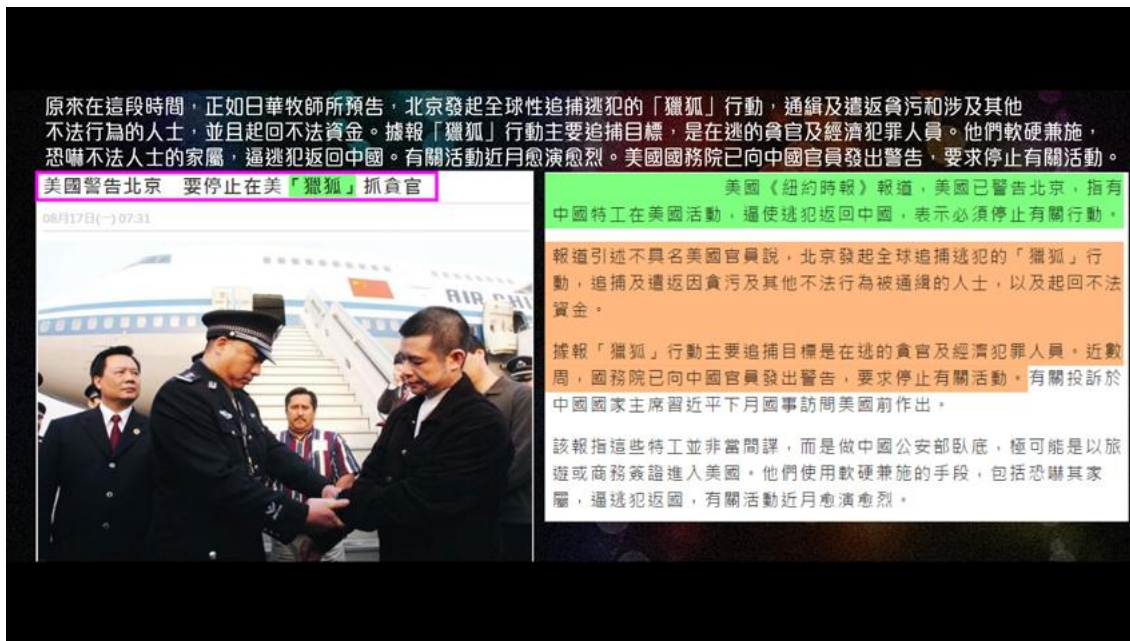 原來在這段時間，正如日華牧師所預告，北京發起全球性追捕逃犯的「獵狐」行動，通緝及遣返貪污和涉及其他
不法行為的人士，並且起回不法資金。據報「獵狐」行動主要追捕目標，是在逃的貪官及經濟犯罪人員。他們軟硬兼施，
恐嚇不法人士的家屬，逼逃犯返回中國。有關活動近月愈演愈烈。美國國務院已向中國官員發出警告，要求停止有關活動。
美國警告北京　要停止在美「獵狐」抓貪官
08月17日(一) 07:31
AIR CHI
美國《紐約時報》報道，美國已警告北京，指有
中國特工在美國活動，逼使逃犯返回中國，表示必須停止有關行動。
報道引述不具名美國官員說，北京發起全球追捕逃犯的「獵狐」行
動，追捕及遣返因貪污及其他不法行為被通緝的人士，以及起回不法
資金。
據報「獵狐」行動主要追捕目標是在逃的貪官及經濟犯罪人員。近數
周，國務院已向中國官員發出警告，要求停止有關活動。有關投訴於
中國國家主席習近平下月國事訪問美國前作出。
該報指這些特工並非當間諜，而是做中國公安部臥底，極可能是以旅
遊或商務簽證進入美國。他們使用軟硬兼施的手段，包括恐嚇其家
屬，逼逃犯返國，有關活動近月愈演愈烈。